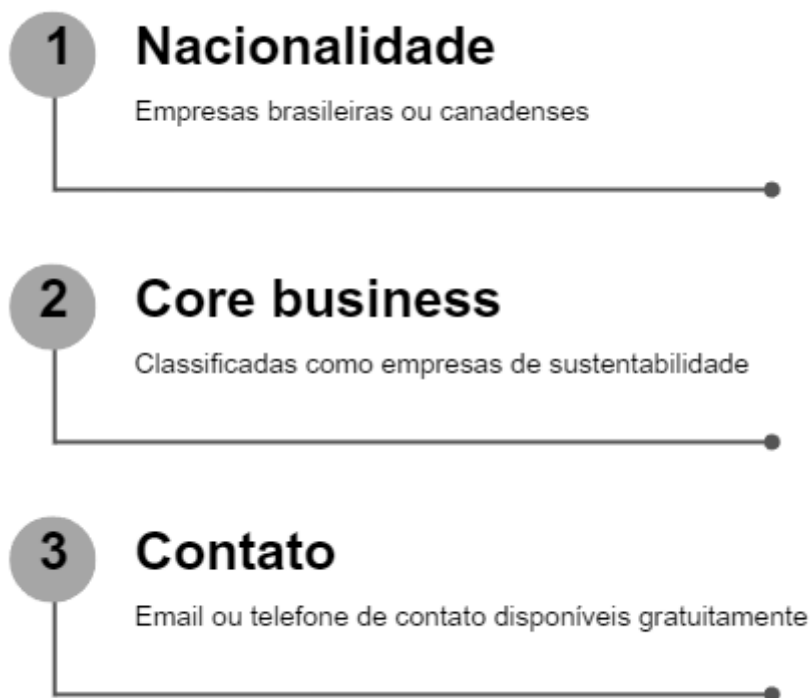 1 Nacionalidade
Empresas brasileiras ou canadenses
2 Core business
Classificadas como empresas de sustentabilidade
3 Contato
Email ou telefone de contato disponíveis gratuitamente